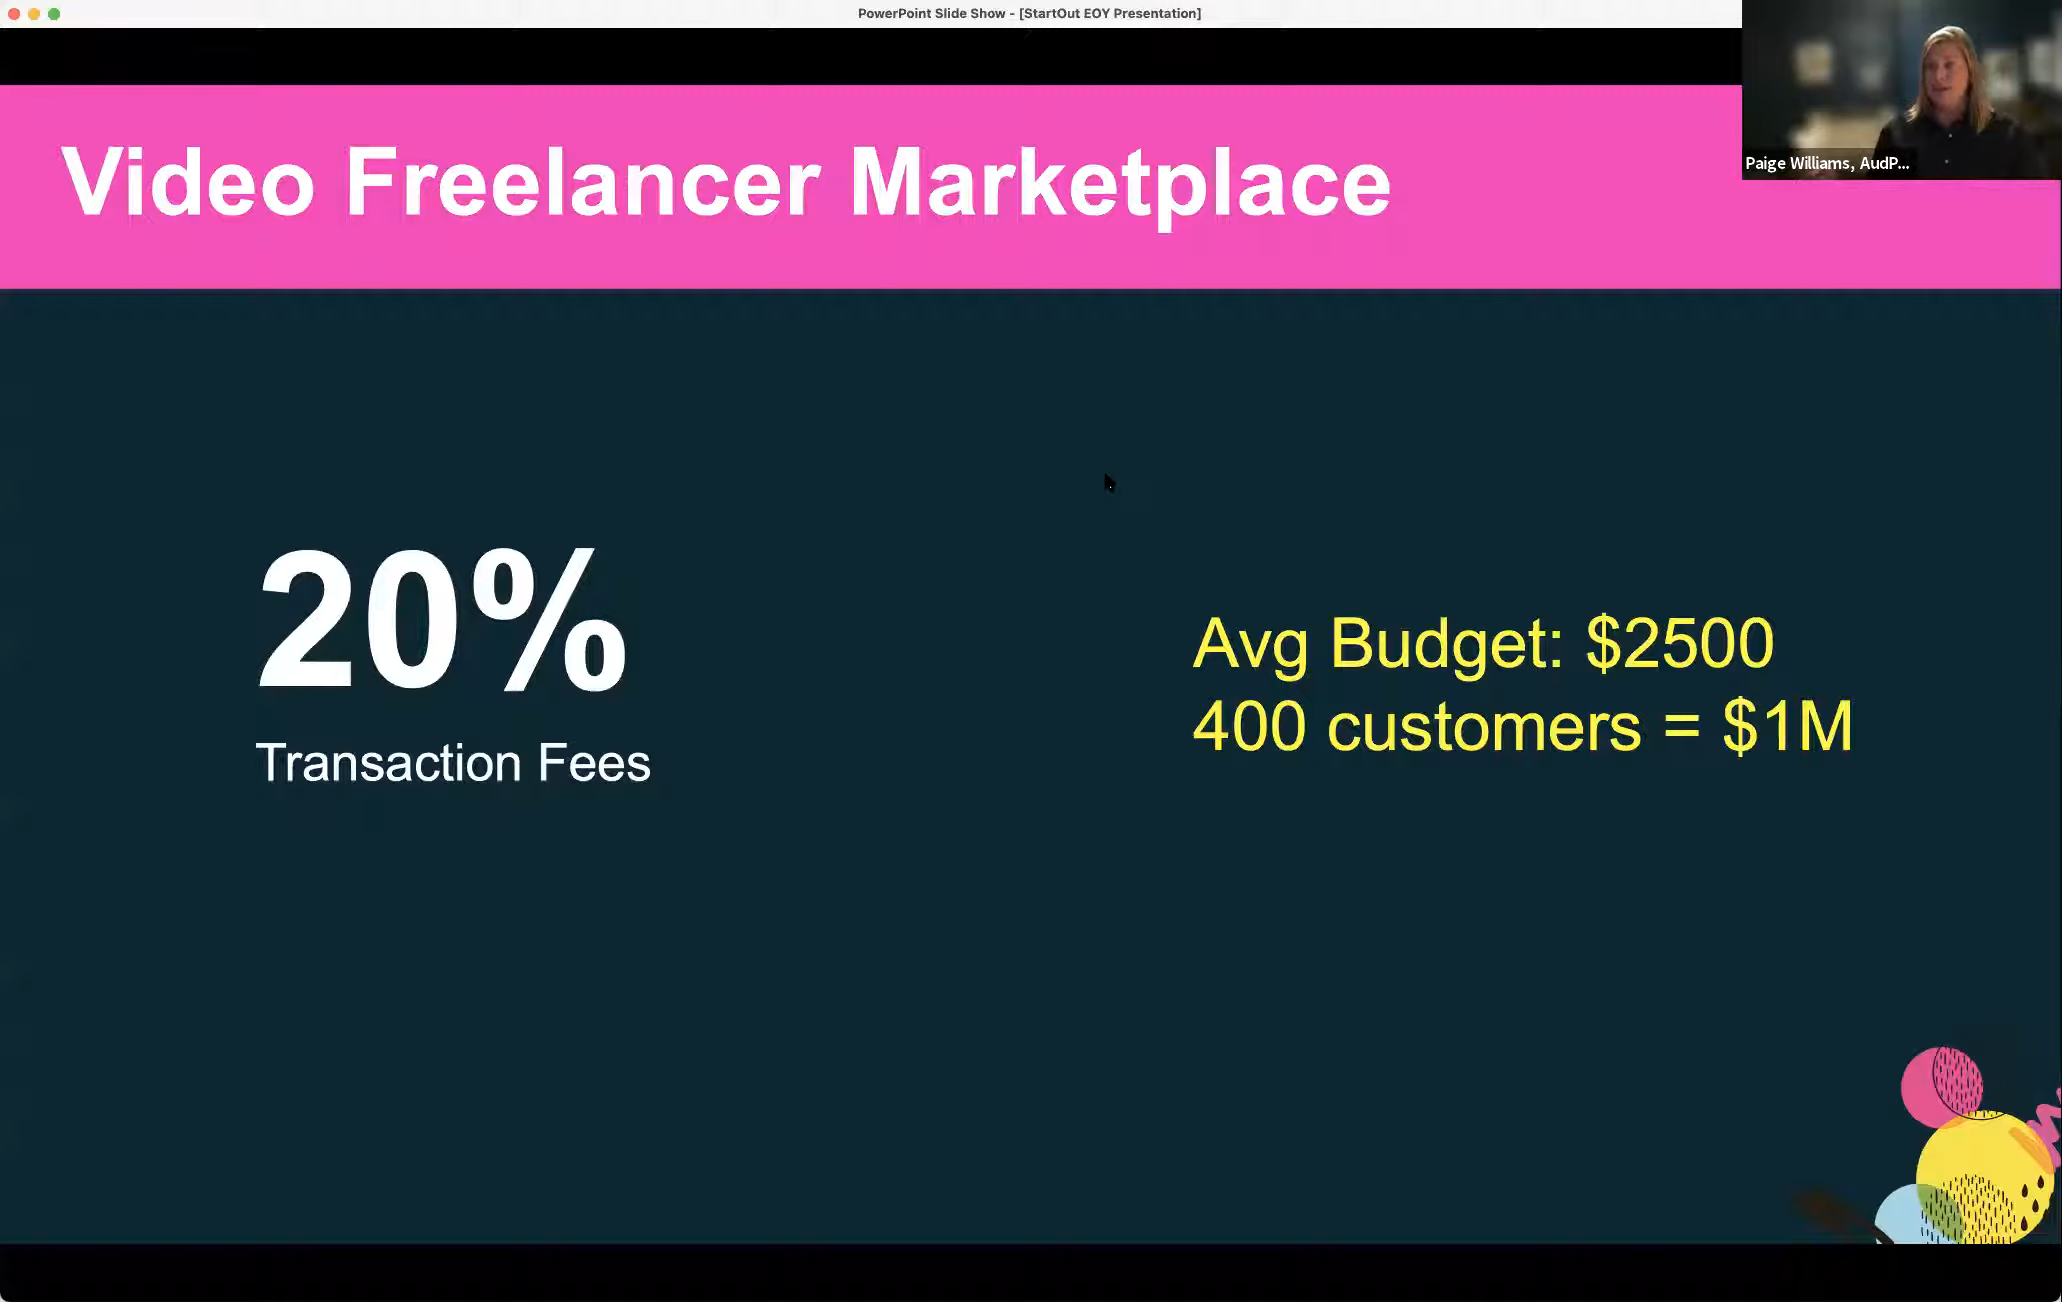 PowerPoint Slide Show - [StartOut EOY Presentation]
Paige Williams, AudP...
Video Freelancer Marketplace
20%
Transaction Fees
Avg Budget: $2500
400 customers = $1M